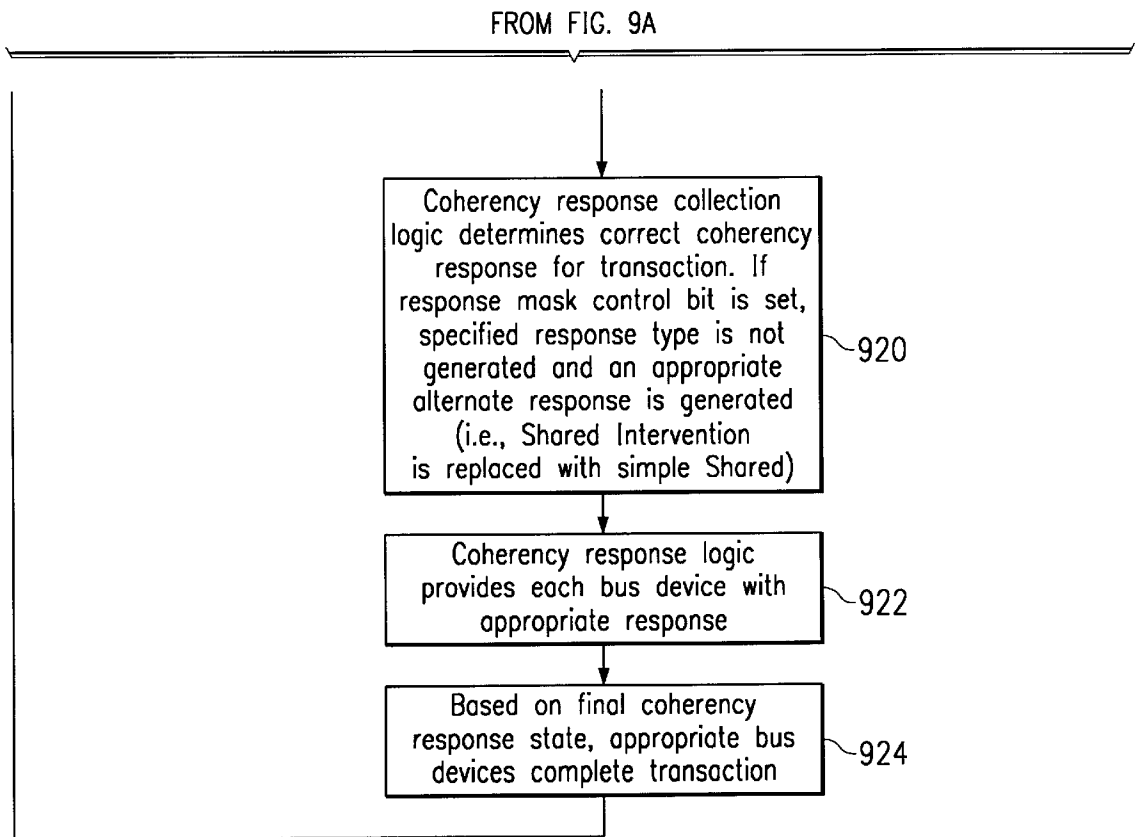 FROM FIG. 9A
Coherency response collection
logic determines correct coherency
response for transaction. If
response mask control bit is set,
specified response type is not
generated and an appropriate
alternate response is generated
(i.e., Shared Intervention
is replaced with simple Shared)
920
Coherency response logic
provides each bus device with
appropriate response
922
Based on final coherency
response state, appropriate bus
devices complete transaction
924